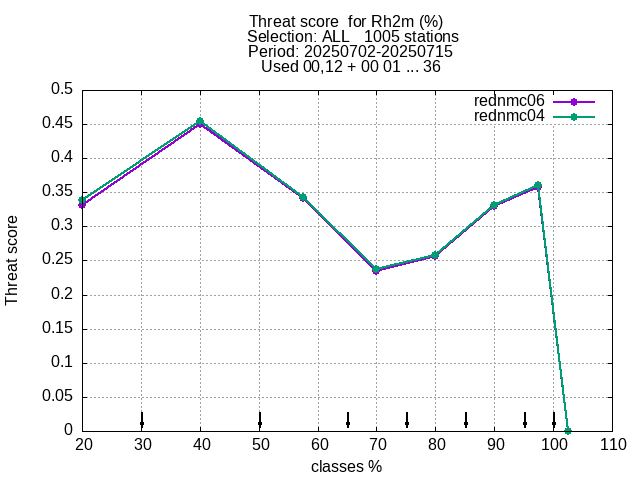 Threat score  for Rh2m (%)
Selection: ALL   1005 stations
Period: 20250702-20250715
Used 00,12 + 00 01 ... 36
rednmc06
rednmc04
0.5
0.45
0.4
0.35
0.3
0.25
0.2
0.15
0.1
0.05
0
Threat score
20 30 40 50 60 70 80 90 100 110
classes %